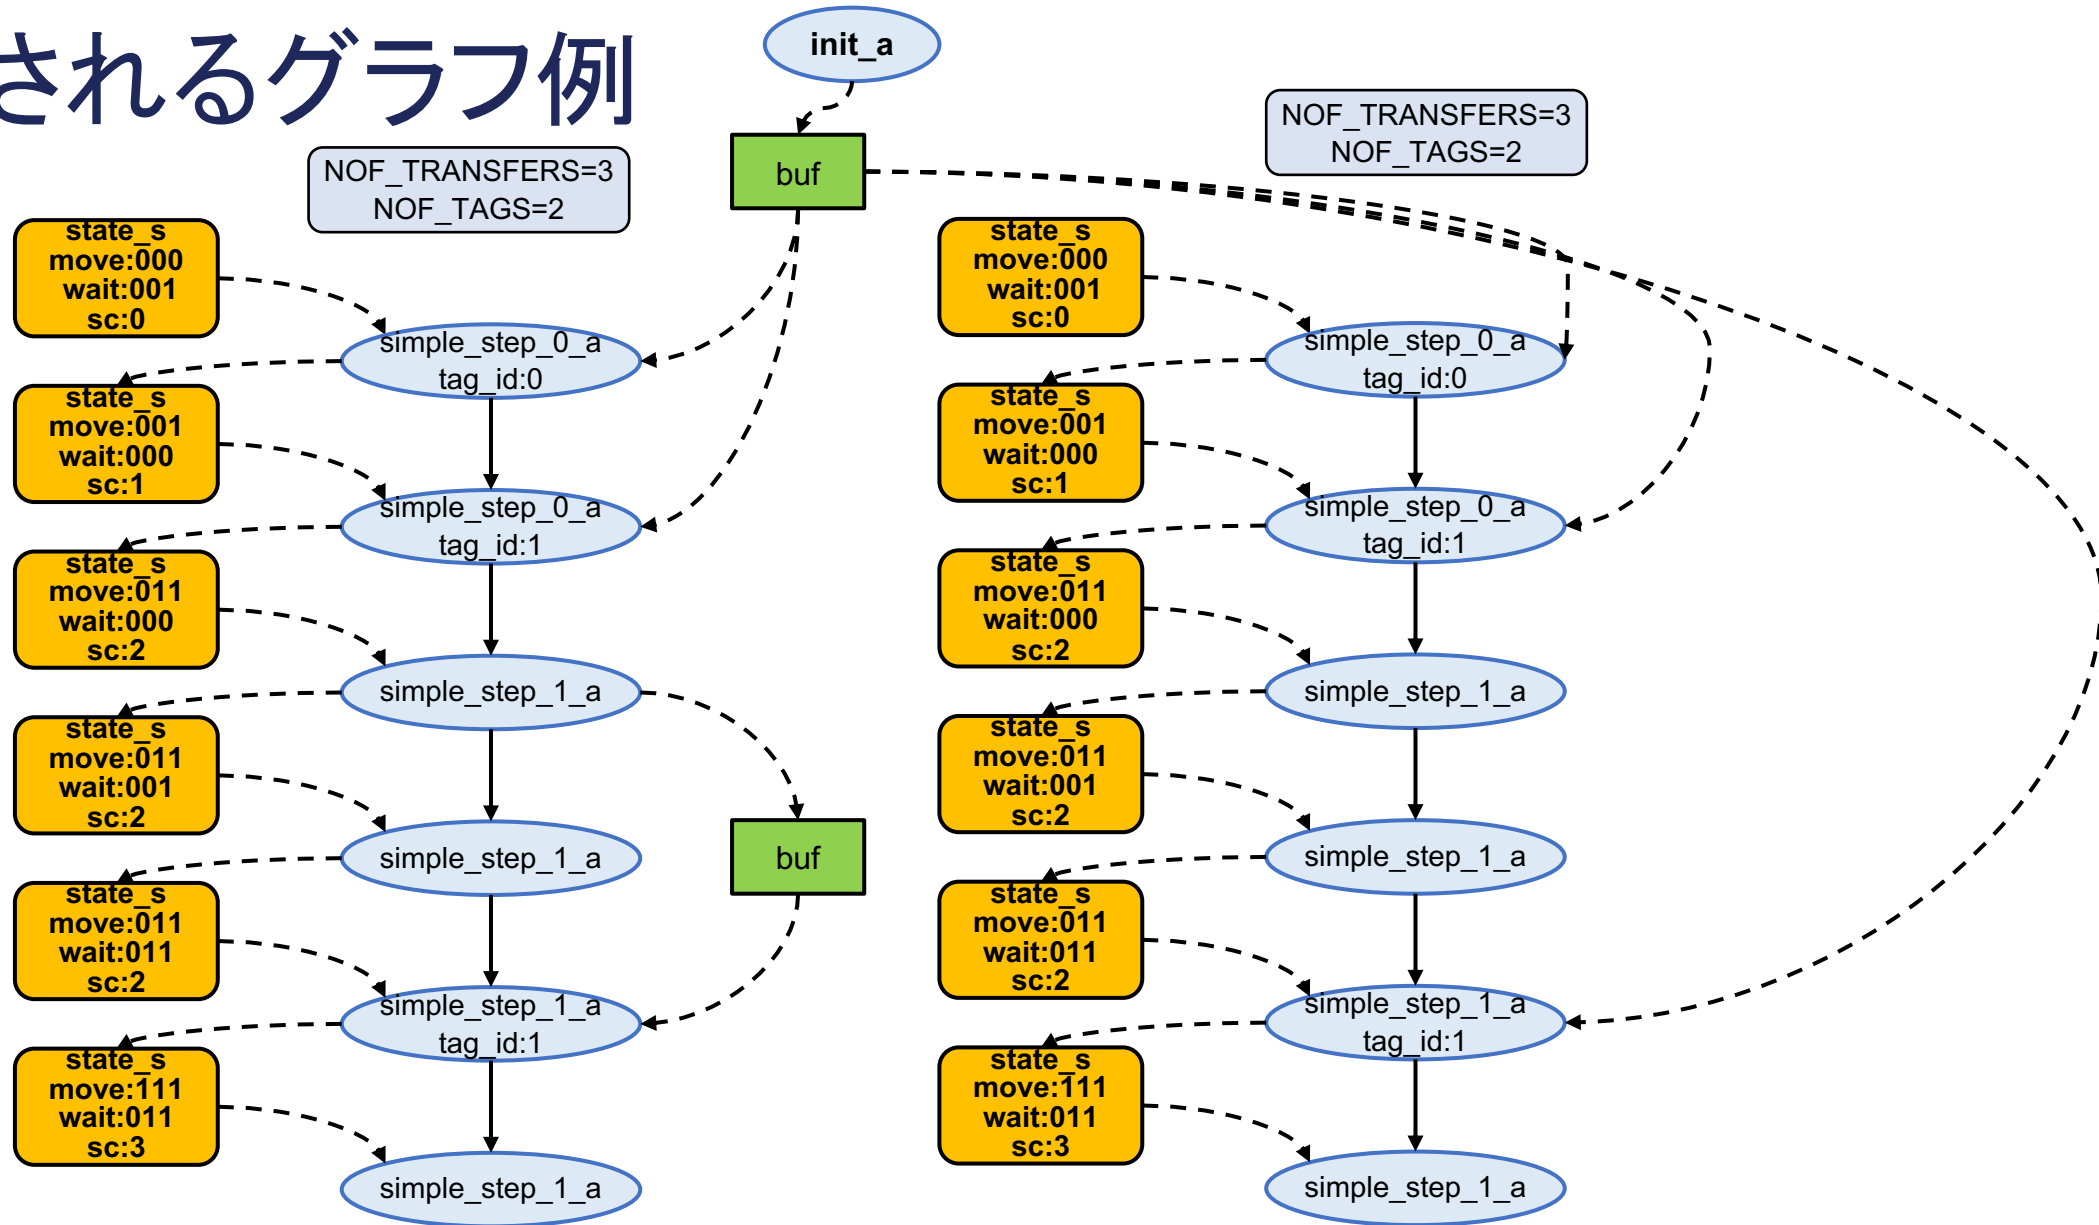 されるグラフ例
init_a
buf
NOF_TRANSFERS=3
NOF_TAGS=2
state_s
move:000
wait:001
sc:0
simple_step_0_a
tag_id:0
state_s
move:001
wait:000
sc:1
simple_step_0_a
tag_id:1
state_s
move:011
wait:000
sc:2
simple_step_1_a
state_s
move:011
wait:001
sc:2
simple_step_1_a
buf
state_s
move:011
wait:011
sc:2
simple_step_1_a
tag_id:1
state_s
move:111
wait:011
sc:3
simple_step_1_a
NOF_TRANSFERS=3
NOF_TAGS=2
state_s
move:000
wait:001
sc:0
simple_step_0_a
tag_id:0
state_s
move:001
wait:000
sc:1
simple_step_0_a
tag_id:1
state_s
move:011
wait:000
sc:2
simple_step_1_a
state_s
move:011
wait:001
sc:2
simple_step_1_a
state_s
move:011
wait:011
sc:2
simple_step_1_a
tag_id:1
state_s
move:111
wait:011
sc:3
simple_step_1_a